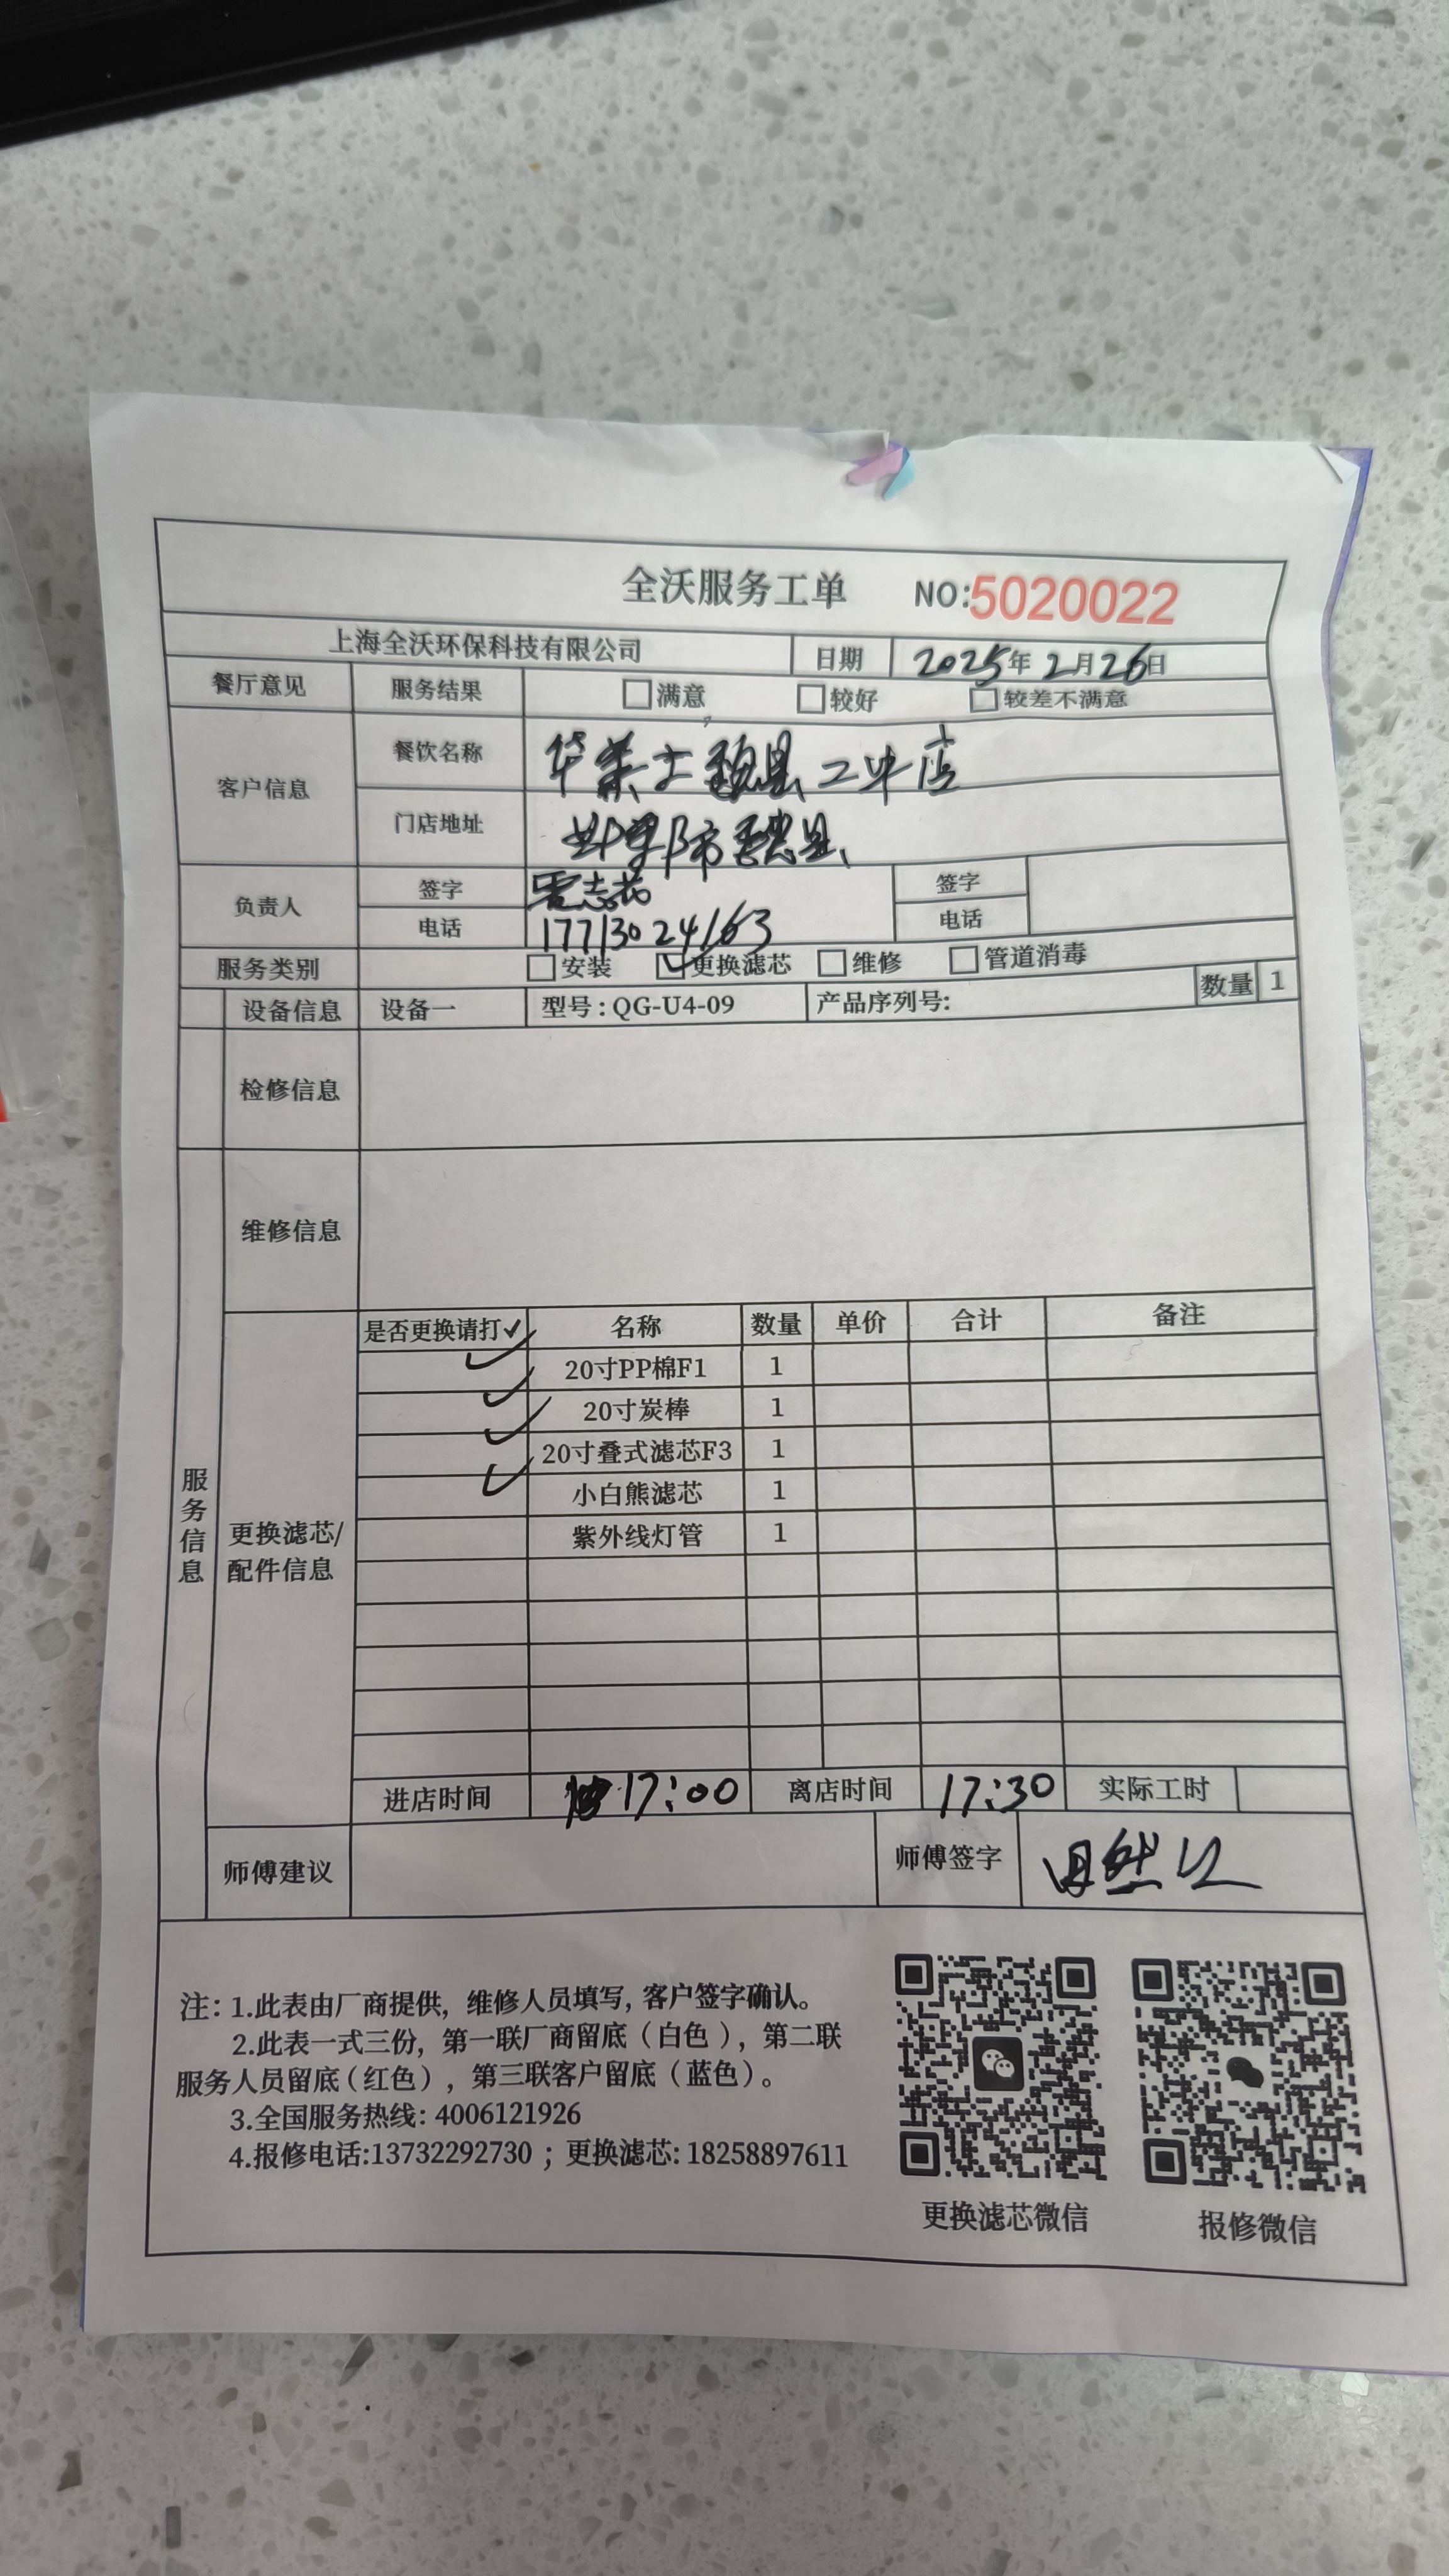 全沃服务工单 NO:5020022
上海全沃环保科技有限公司 日期 2025年2月26日
餐厅意见 服务结果 □满意 □较好 □较差不满意
客户信息 餐饮名称 华莱士魏县二中店
门店地址 邯郸市魏县
负责人 签字 签字
电话 17713024163 电话
服务类别 □安装 ☑更换滤芯 □维修 □管道消毒
设备信息 设备一 型号:QG-U4-09 产品序列号: 数量 1
检修信息
维修信息
服务信息
更换滤芯/配件信息
是否更换请打✓ 名称 数量 单价 合计 备注
✓ 20寸PP棉F1 1
✓ 20寸炭棒 1
✓ 20寸叠式滤芯F3 1
✓ 小白熊滤芯 1
紫外线灯管 1
进店时间 17:00 离店时间 17:30 实际工时
师傅建议 师傅签字
注: 1.此表由厂商提供, 维修人员填写, 客户签字确认。
2.此表一式三份, 第一联厂商留底（白色）, 第二联
服务人员留底（红色）, 第三联客户留底（蓝色）。
3.全国服务热线: 4006121926
4.报修电话:13732292730 ; 更换滤芯: 18258897611
更换滤芯微信 报修微信